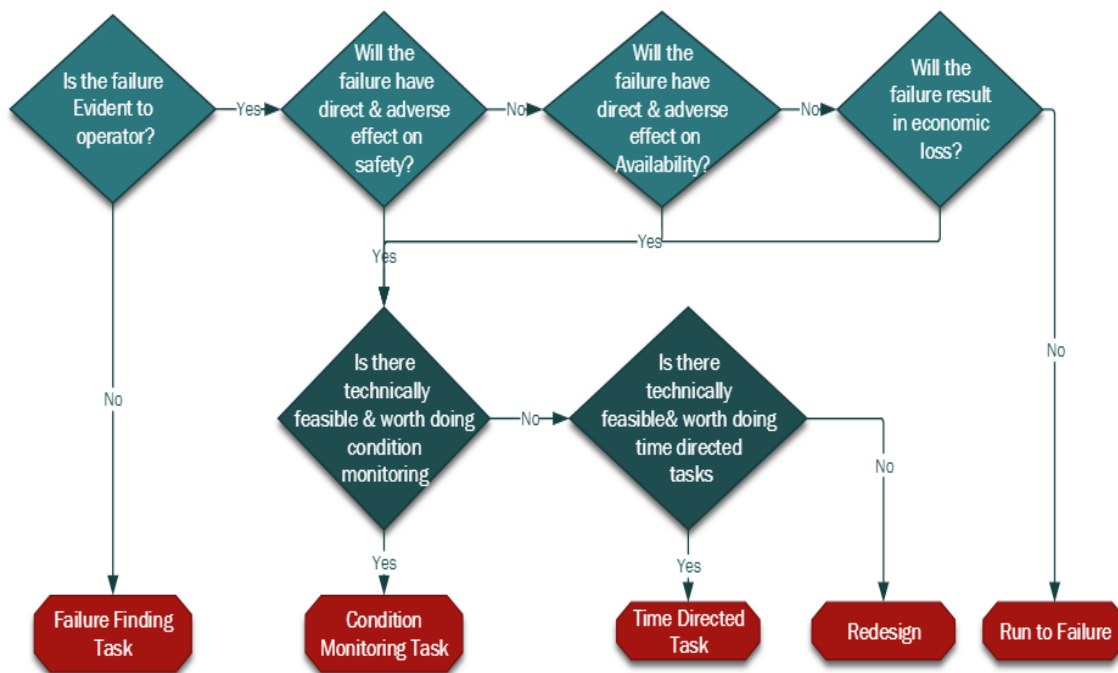 Is the failure
Evident to
operator?
Yes
Will the
failure have
direct & adverse
effect on
safety?
No
Will the
failure have
direct & adverse
effect on
Availability?
No
Will the
failure result
in economic
loss?
Yes
Yes
No
No
Is there
technically
feasible & worth doing
condition
monitoring
No
Is there
technically
feasible& worth doing
time directed
tasks
No
Yes
Yes
Failure Finding
Task
Condition
Monitoring Task
Time Directed
Task
Redesign
Run to Failure